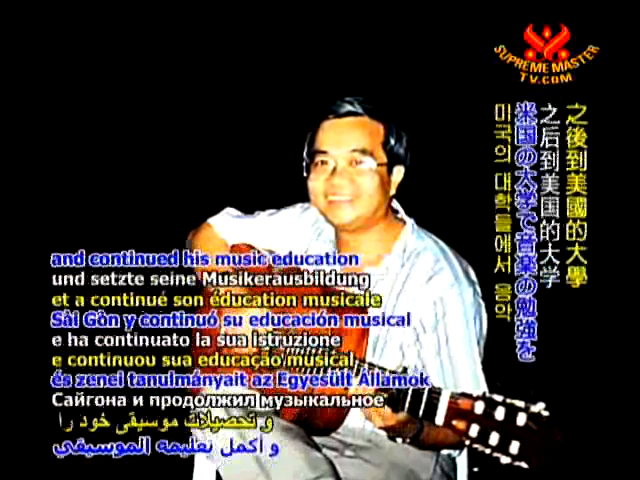 SUPREME MASTER
TV.COM
之後到美國的大學
之后到美国的大学
米国の大学で音楽の勉強を
미국의 대학들에서 음악
and continued his music education
und setzte seine Musikerausbildung
et a continué son éducation musicale
Sài Gòn y continuó su educación musical
e ha continuato la sua istruzione
e continuou sua educação musical,
és zenei tanulmányait az Egyesült Államok
Сайгона и продолжил музыкальное
و تحصیلات موسیقی خود را
و اكمل تعليمه الموسيقي